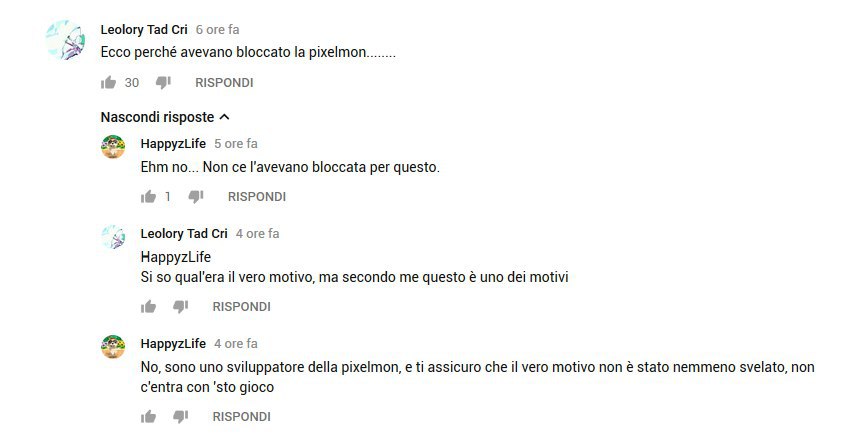 Leolory Tad Cri 6 ore fa
Ecco perché avevano bloccato la pixelmon........
30 RISPONDI
Nascondi risposte
HappyzLife 5 ore fa
Ehm no... Non ce l'avevano bloccata per questo.
1 RISPONDI
Leolory Tad Cri 4 ore fa
HappyzLife
Si so qual'era il vero motivo, ma secondo me questo è uno dei motivi
RISPONDI
HappyzLife 4 ore fa
No, sono uno sviluppatore della pixelmon, e ti assicuro che il vero motivo non è stato nemmeno svelato, non
c'entra con 'sto gioco
RISPONDI